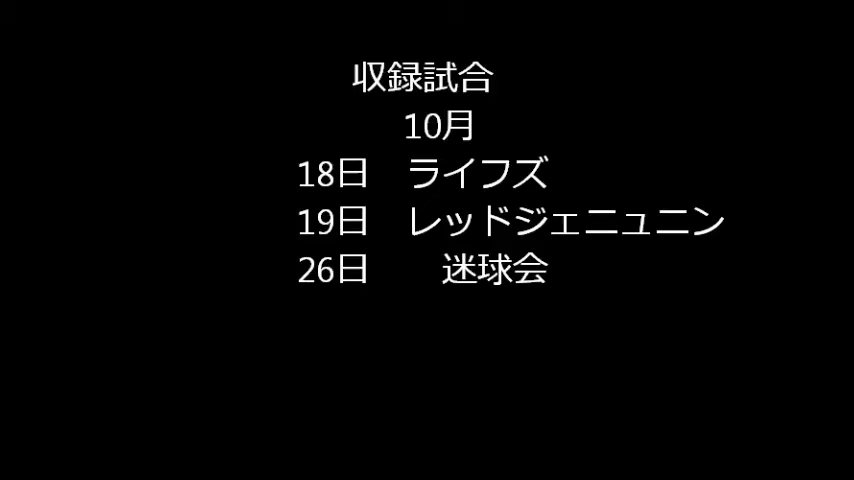 収録試合
10月
18日　ライフズ
19日　レッドジェニュニン
26日　　迷球会